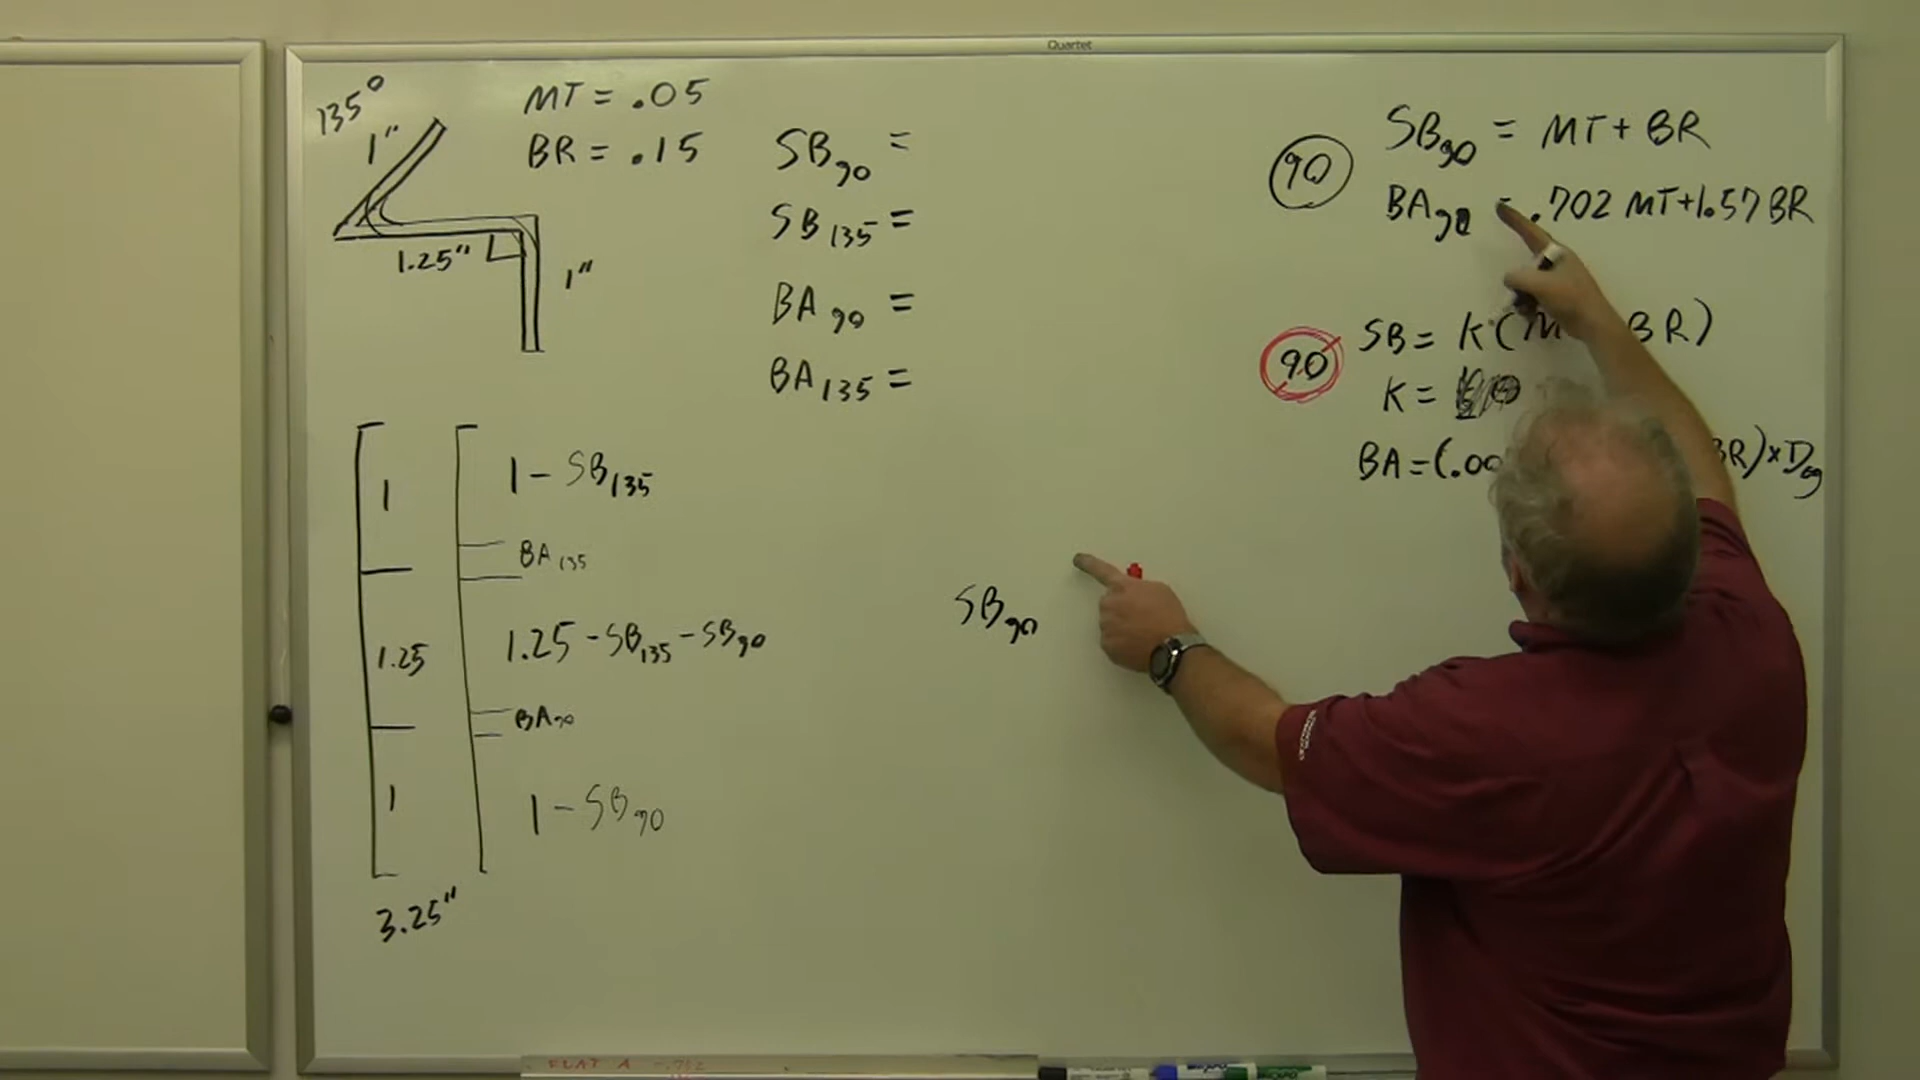 Quartet
135°
1"
1.25"
1"
MT = .05
BR = .15
SB90 =
SB135 =
BA90 =
BA135 =
90
SB90 = MT + BR
BA90 = .702 MT+1.57 BR
90
SB = K(M BR)
K =
BA=(.00 BR)×Deg
1
1.25
1
3.25"
1 - SB135
BA135
1.25 - SB135 - SB90
BA90
1 - SB90
SB90
FLAT A